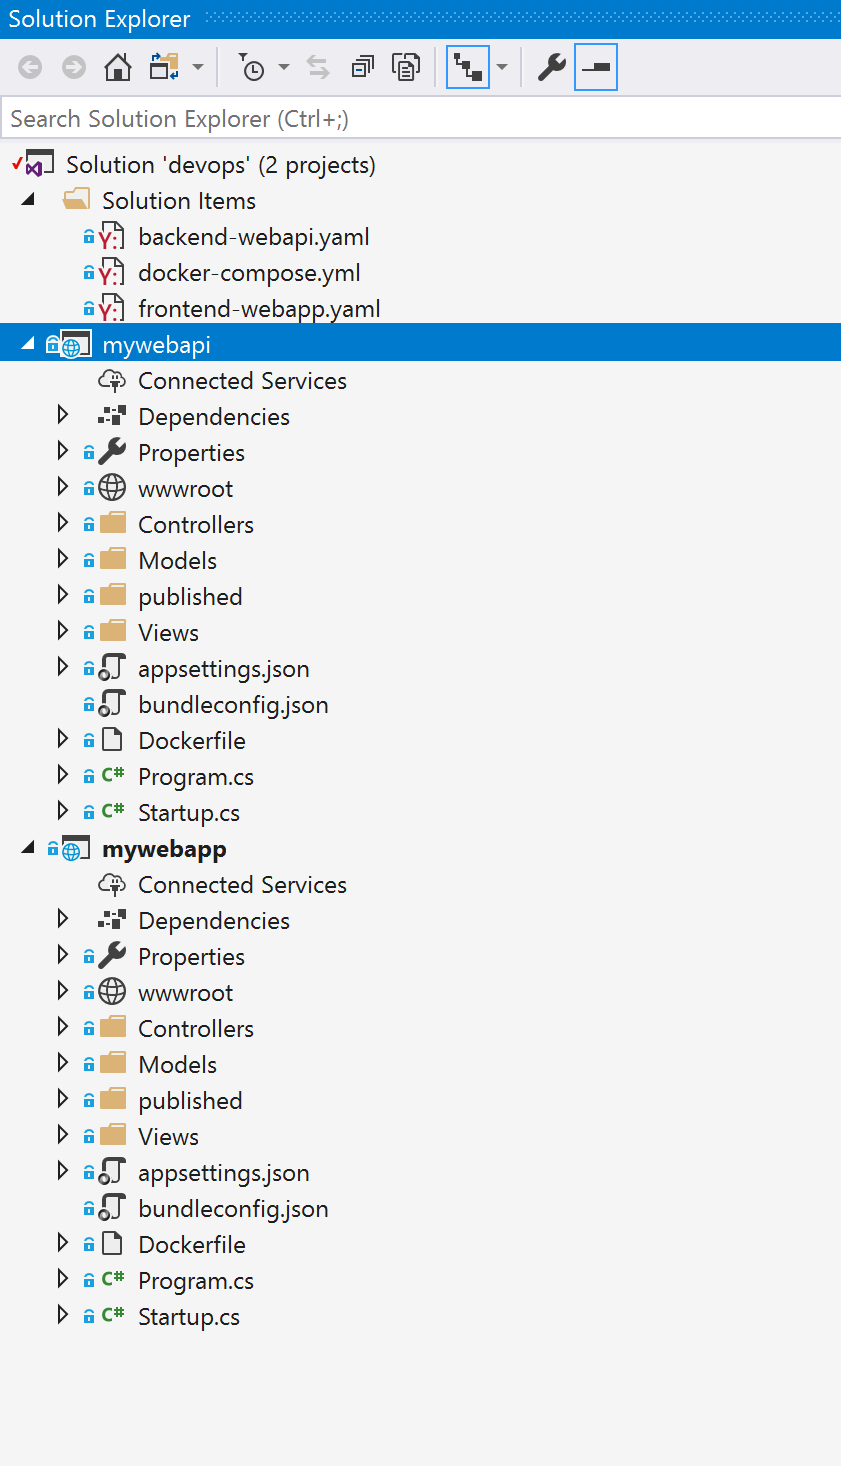 Solution Explorer
Search Solution Explorer (Ctrl+;)
Solution 'devops' (2 projects)
Solution Items
Y: backend-webapi.yaml
Y: docker-compose.yml
Y: frontend-webapp.yaml
mywebapi
Connected Services
Dependencies
Properties
wwwroot
Controllers
Models
published
Views
appsettings.json
bundleconfig.json
Dockerfile
C# Program.cs
C# Startup.cs
mywebapp
Connected Services
Dependencies
Properties
wwwroot
Controllers
Models
published
Views
appsettings.json
bundleconfig.json
Dockerfile
C# Program.cs
C# Startup.cs